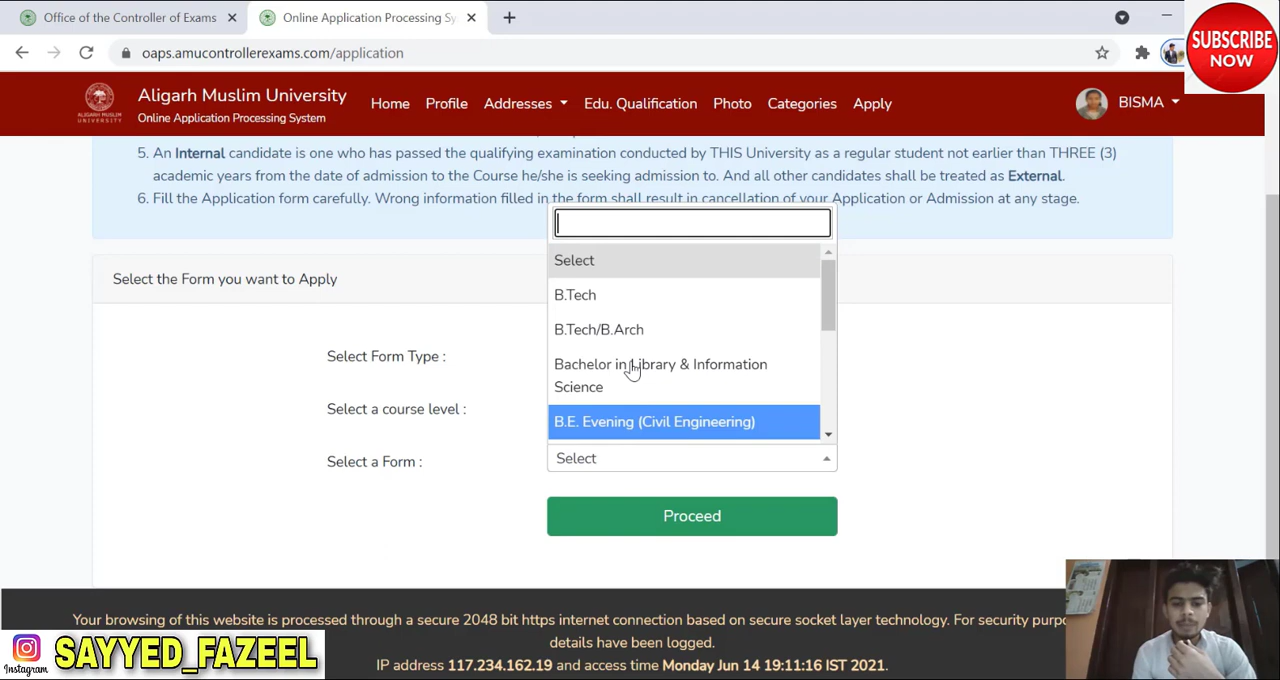 Office of the Controller of Exams
Online Application Processing Sy
SUBSCRIBE
NOW
oaps.amucontrollerexams.com/application
Aligarh Muslim University
Online Application Processing System
Home Profile Addresses Edu. Qualification Photo Categories Apply
BISMA
ALIGARH MUSLIM
UNIVERSITY
5. An Internal candidate is one who has passed the qualifying examination conducted by THIS University as a regular student not earlier than THREE (3)
academic years from the date of admission to the Course he/she is seeking admission to. And all other candidates shall be treated as External.
6. Fill the Application form carefully. Wrong information filled in the form shall result in cancellation of your Application or Admission at any stage.
Select the Form you want to Apply
Select
B.Tech
B.Tech/B.Arch
Select Form Type :
Bachelor in Library & Information
Science
Select a course level :
B.E. Evening (Civil Engineering)
Select a Form :
Select
Proceed
Your browsing of this website is processed through a secure 2048 bit https internet connection based on secure socket layer technology. For security purpo
details have been logged.
IP address 117.234.162.19 and access time Monday Jun 14 19:11:16 IST 2021.
Instagram
SAYYED_FAZEEL